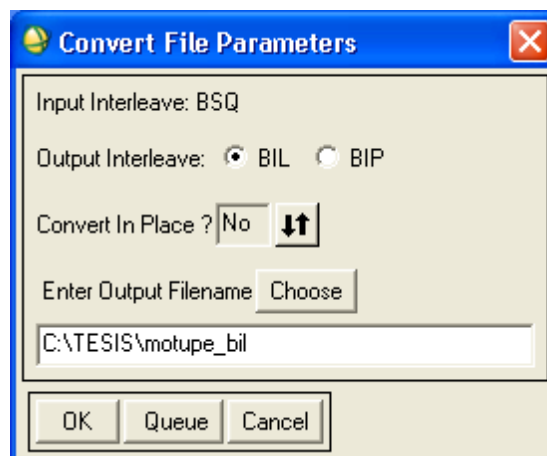 Convert File Parameters
Input Interleave: BSQ
Output Interleave: BIL BIP
Convert In Place ? No
Enter Output Filename Choose
C:\TESIS\motupe_bil
OK Queue Cancel